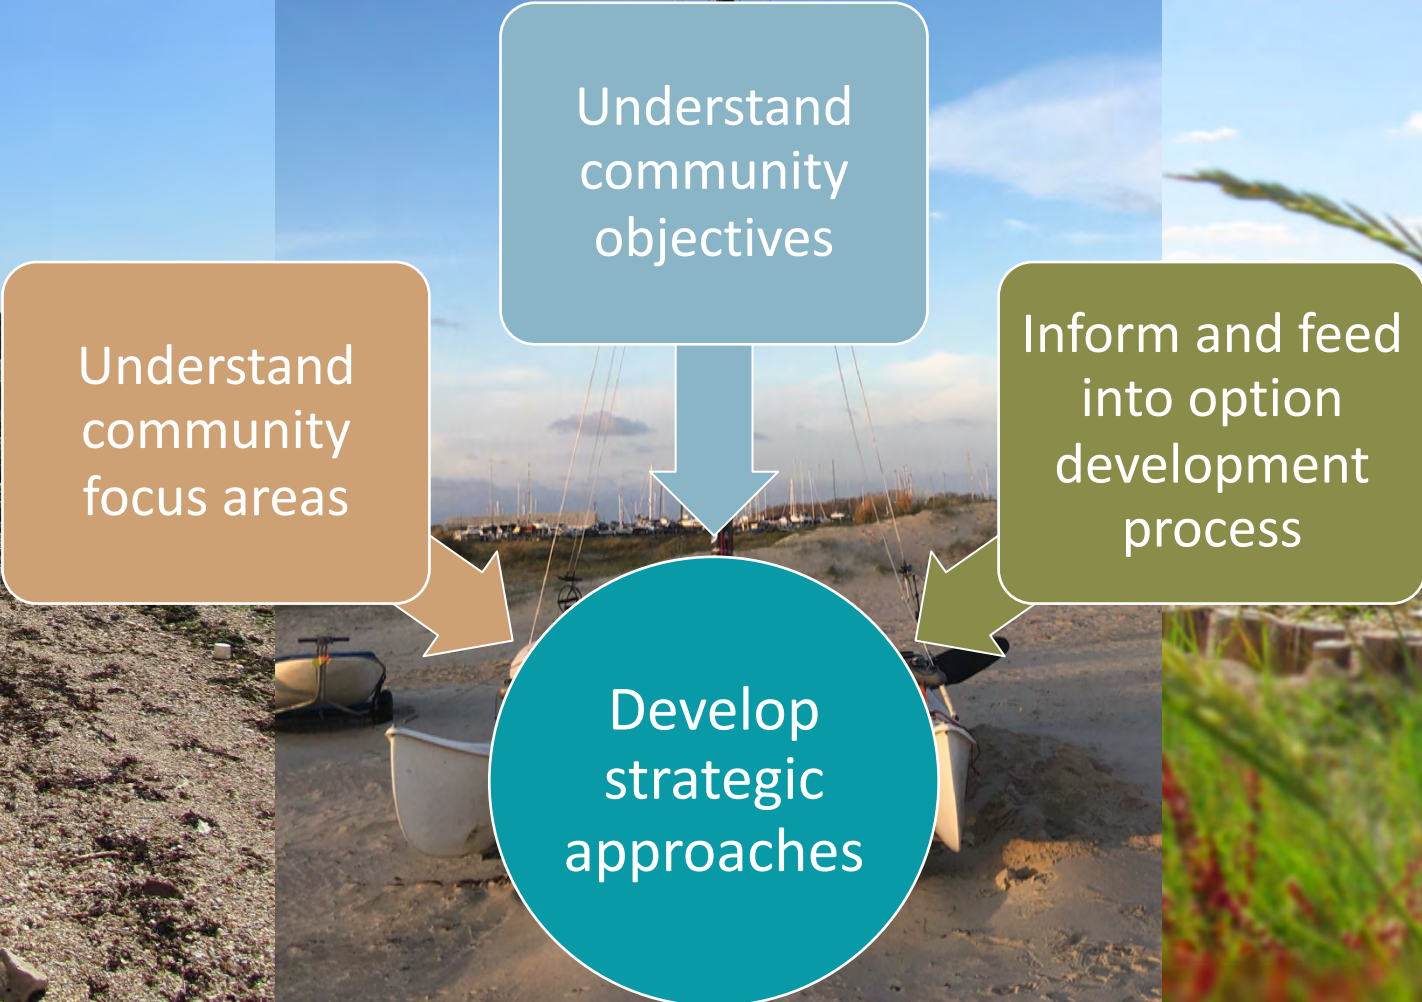 Understand
community
objectives
Understand
community
focus areas
Inform and feed
into option
development
process
Develop
strategic
approaches